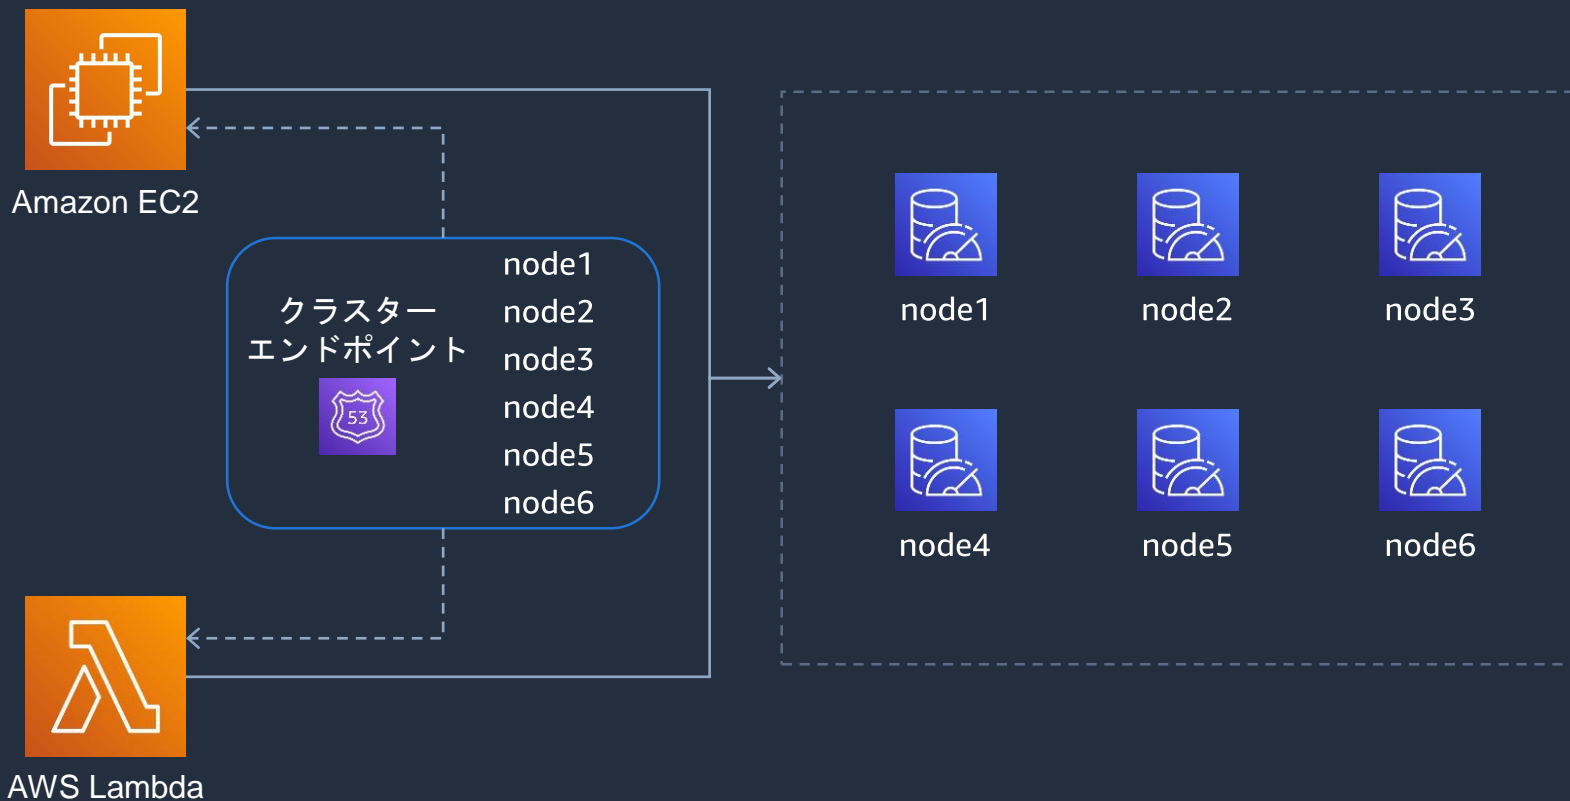 Amazon EC2
クラスター
エンドポイント
53
node1
node2
node3
node4
node5
node6
node1
node2
node3
node4
node5
node6
AWS Lambda